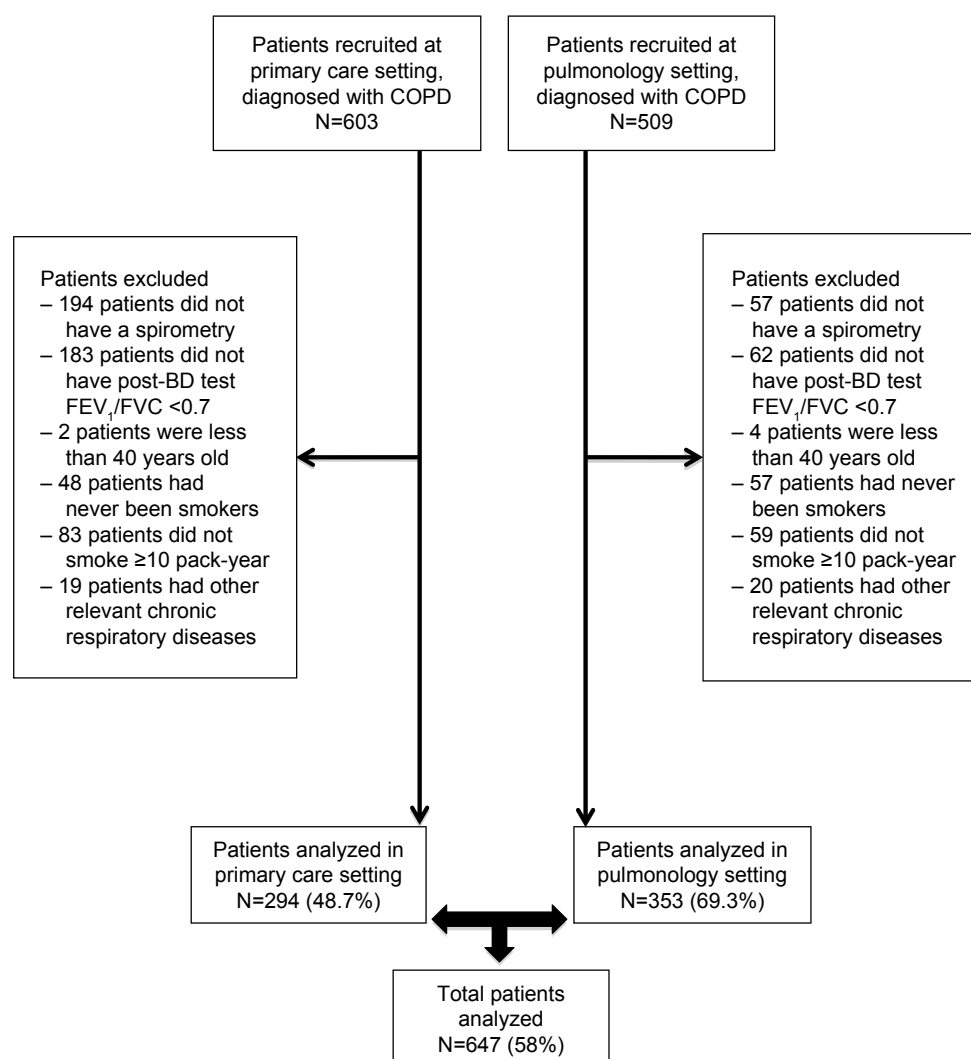 Patients recruited at
primary care setting,
diagnosed with COPD
N=603
Patients recruited at
pulmonology setting,
diagnosed with COPD
N=509
Patients excluded
– 194 patients did not
have a spirometry
– 183 patients did not
have post-BD test
FEV₁/FVC <0.7
– 2 patients were less
than 40 years old
– 48 patients had
never been smokers
– 83 patients did not
smoke ≥10 pack-year
– 19 patients had other
relevant chronic
respiratory diseases
Patients excluded
– 57 patients did not
have a spirometry
– 62 patients did not
have post-BD test
FEV₁/FVC <0.7
– 4 patients were less
than 40 years old
– 57 patients had never
been smokers
– 59 patients did not
smoke ≥10 pack-year
– 20 patients had other
relevant chronic
respiratory diseases
Patients analyzed in
primary care setting
N=294 (48.7%)
Patients analyzed in
pulmonology setting
N=353 (69.3%)
Total patients
analyzed
N=647 (58%)